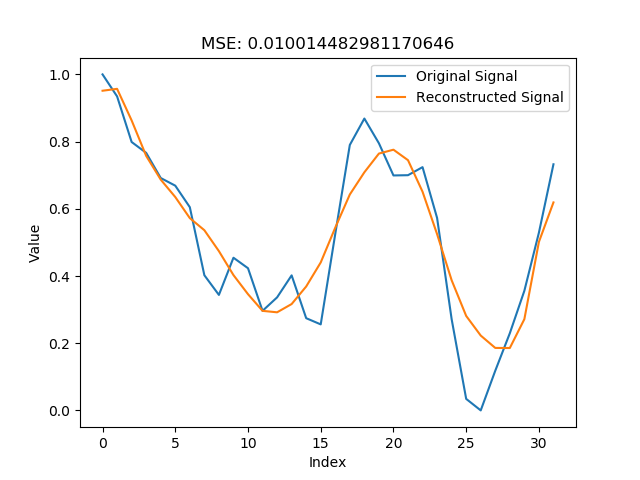 MSE: 0.010014482981170646
Original Signal
Reconstructed Signal
1.0
0.8
0.6
0.4
0.2
0.0
Value
0 5 10 15 20 25 30
Index